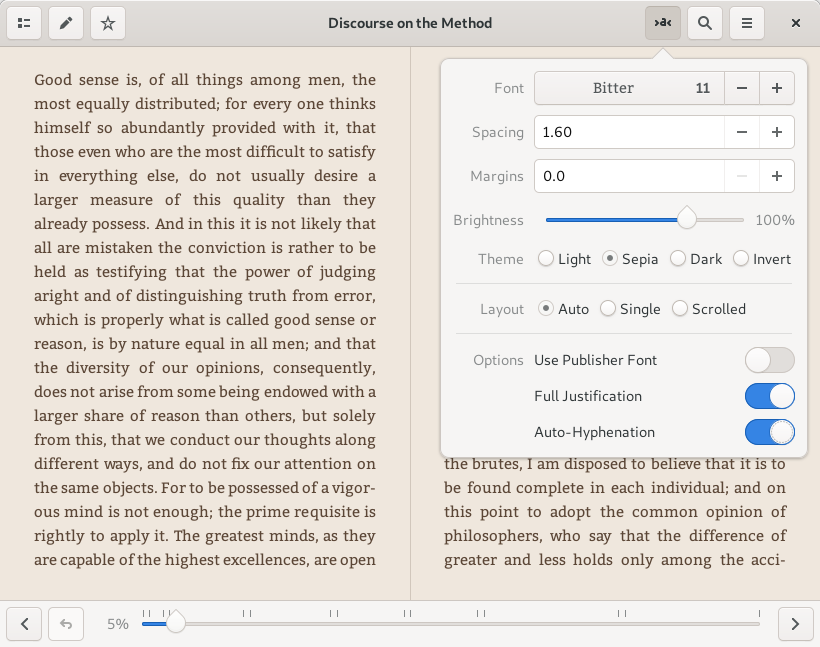 Discourse on the Method
Good sense is, of all things among men, the
most equally distributed; for every one thinks
himself so abundantly provided with it, that
those even who are the most difficult to satisfy
in everything else, do not usually desire a
larger measure of this quality than they
already possess. And in this it is not likely that
all are mistaken the conviction is rather to be
held as testifying that the power of judging
aright and of distinguishing truth from error,
which is properly what is called good sense or
reason, is by nature equal in all men; and that
the diversity of our opinions, consequently,
does not arise from some being endowed with a
larger share of reason than others, but solely
from this, that we conduct our thoughts along
different ways, and do not fix our attention on
the same objects. For to be possessed of a vigor-
ous mind is not enough; the prime requisite is
rightly to apply it. The greatest minds, as they
are capable of the highest excellences, are open
Font Bitter 11
Spacing 1.60
Margins 0.0
Brightness 100%
Theme Light Sepia Dark Invert
Layout Auto Single Scrolled
Options Use Publisher Font
Full Justification
Auto-Hyphenation
the brutes, I am disposed to believe that it is to
be found complete in each individual; and on
this point to adopt the common opinion of
philosophers, who say that the difference of
greater and less holds only among the acci-
5%